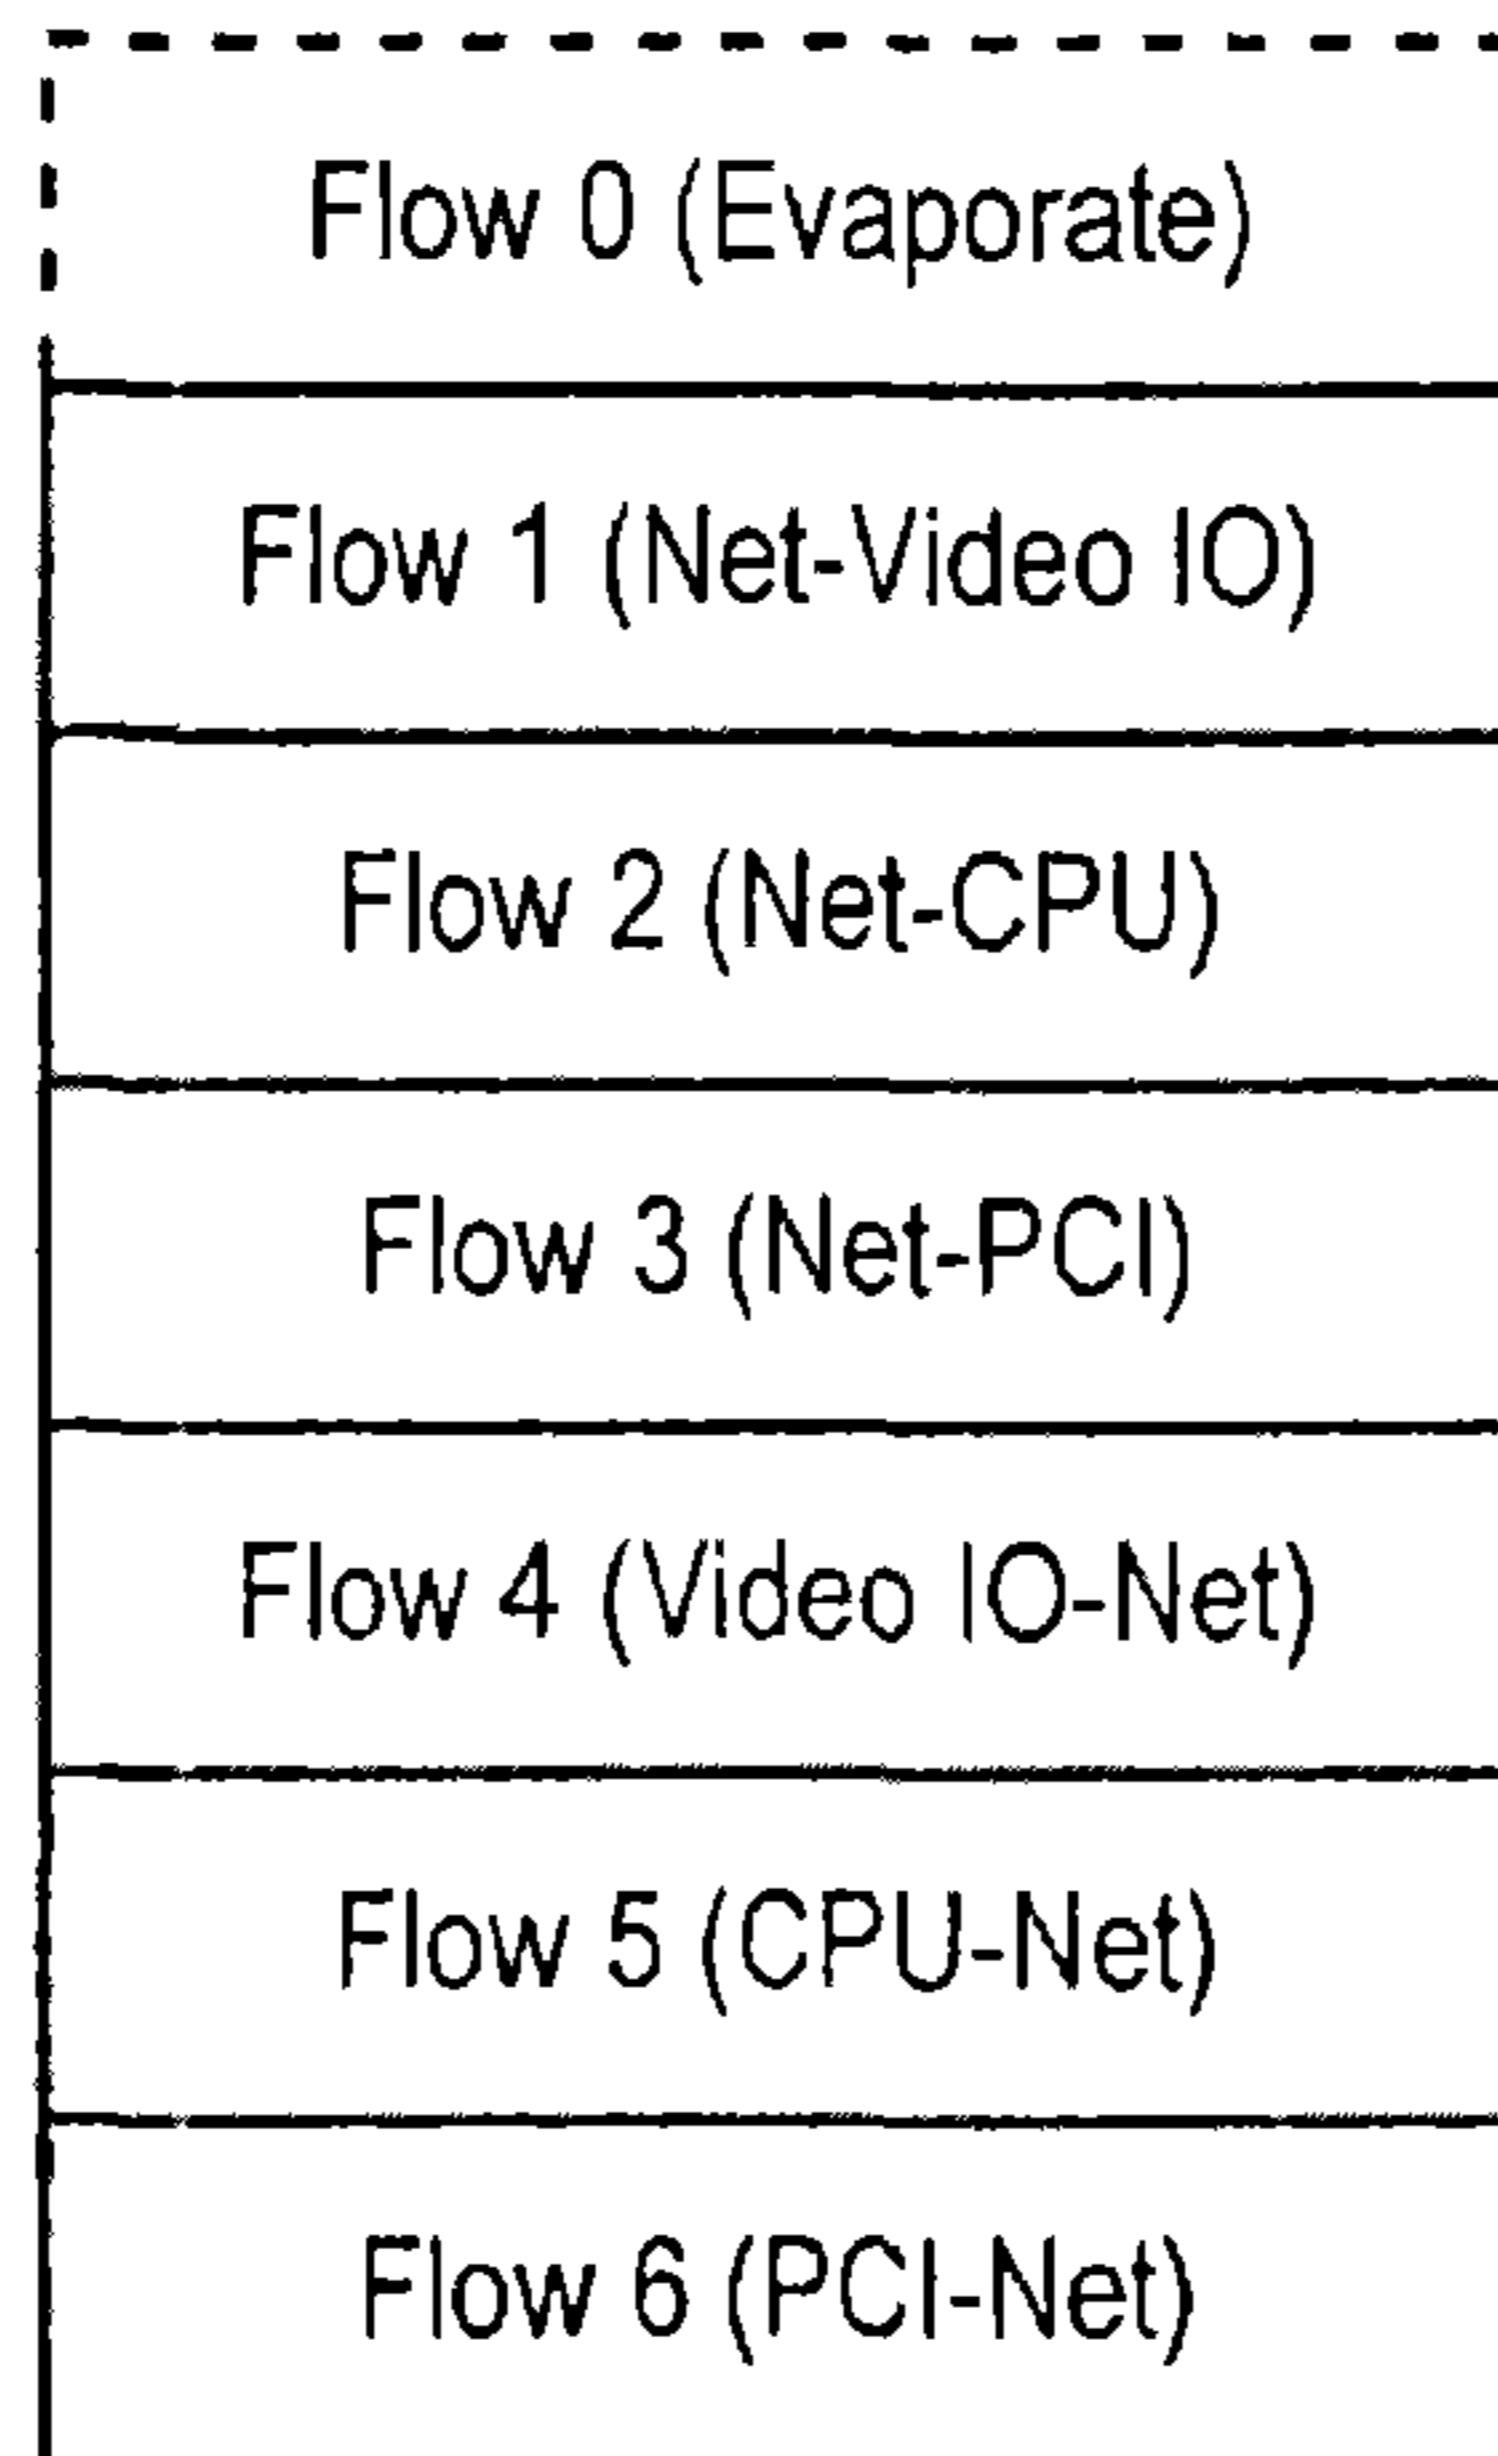 Flow 0 (Evaporate)
Flow 1 (Net-Video IO)
Flow 2 (Net-CPU)
Flow 3 (Net-PCI)
Flow 4 (Video IO-Net)
Flow 5 (CPU-Net)
Flow 6 (PCI-Net)